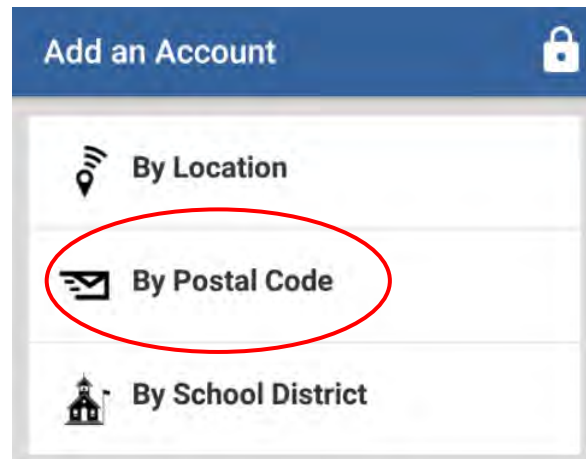 Add an Account
By Location
By Postal Code
By School District